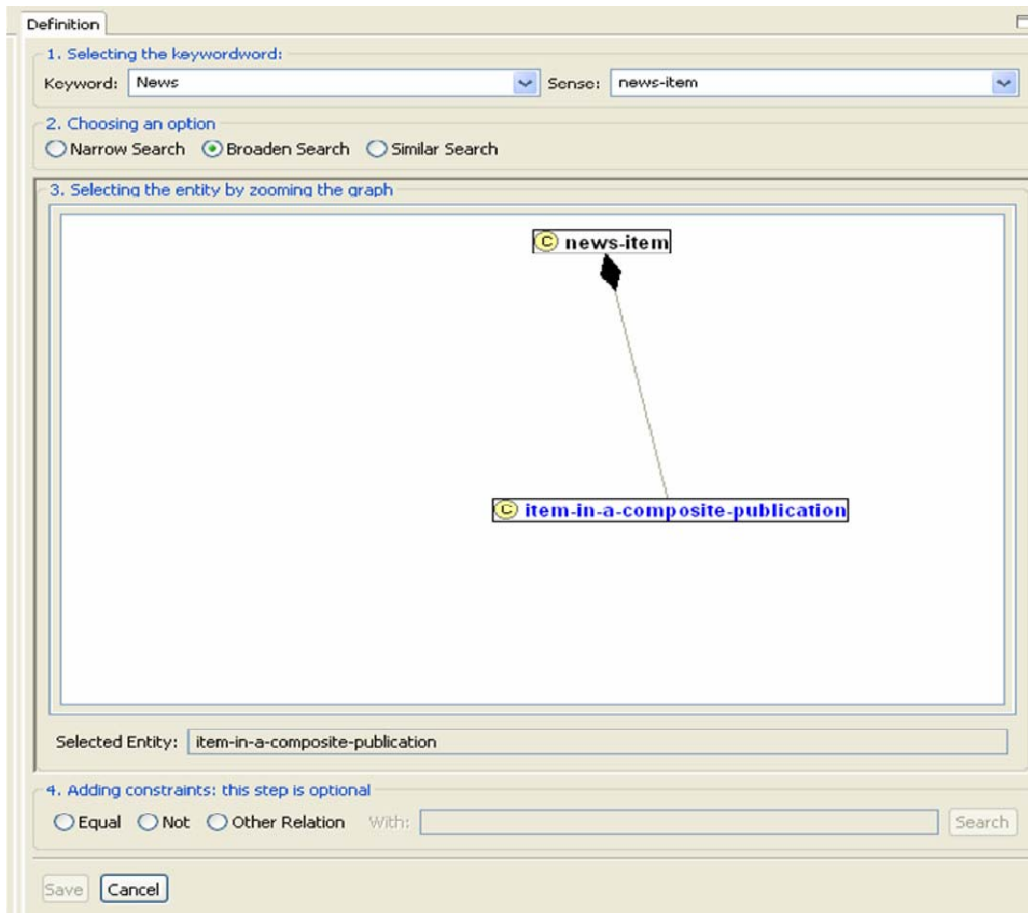 Definition
1. Selecting the keywordword:
Keyword: News Sense: news-item
2. Choosing an option
Narrow Search Broaden Search Similar Search
3. Selecting the entity by zooming the graph
C news-item
C item-in-a-composite-publication
Selected Entity: item-in-a-composite-publication
4. Adding constraints: this step is optional
Equal Not Other Relation With: Search
Save Cancel